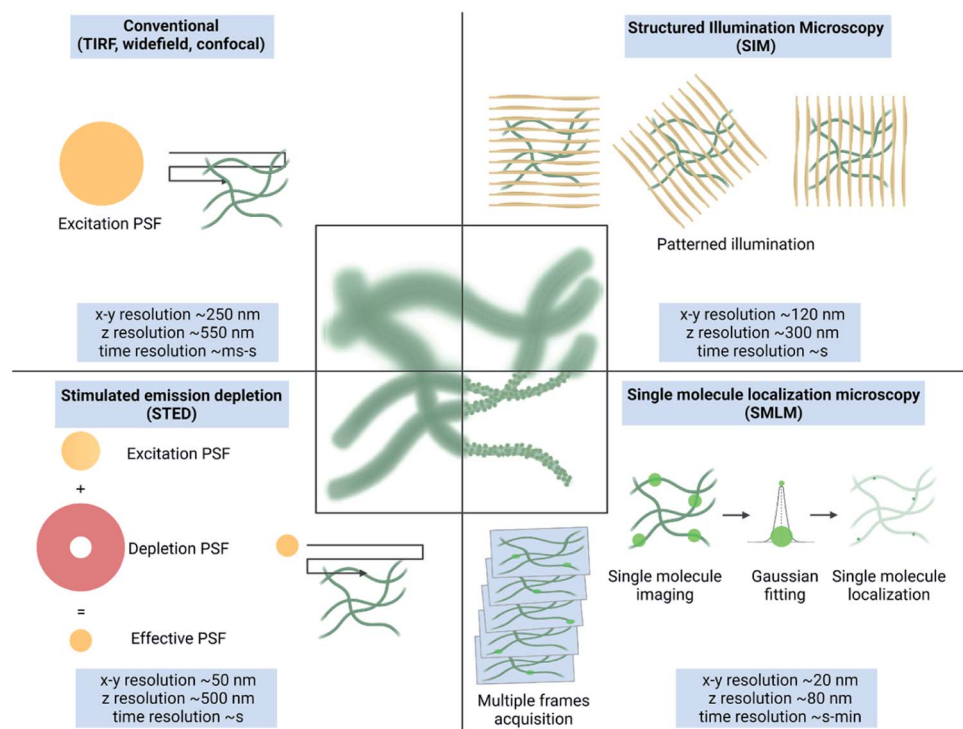 Conventional
(TIRF, widefield, confocal)
Excitation PSF
x-y resolution ~250 nm
z resolution ~550 nm
time resolution ~ms-s
Structured Illumination Microscopy
(SIM)
Patterned illumination
x-y resolution ~120 nm
z resolution ~300 nm
time resolution ~s
Stimulated emission depletion
(STED)
Excitation PSF
+
Depletion PSF
=
Effective PSF
x-y resolution ~50 nm
z resolution ~500 nm
time resolution ~s
Single molecule localization microscopy
(SMLM)
Single molecule
imaging
Gaussian
fitting
Single molecule
localization
Multiple frames
acquisition
x-y resolution ~20 nm
z resolution ~80 nm
time resolution ~s-min